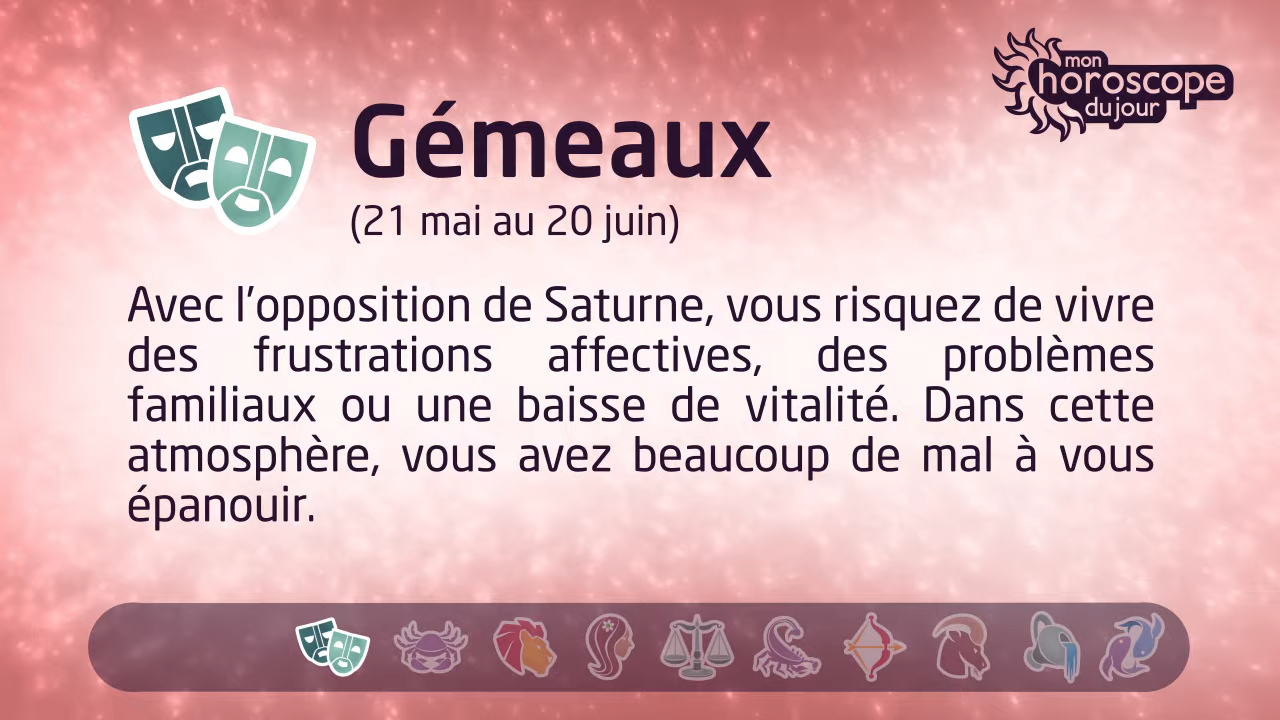 mon
horoscope
du jour
Gémeaux
(21 mai au 20 juin)
Avec l'opposition de Saturne, vous risquez de vivre
des frustrations affectives, des problèmes
familiaux ou une baisse de vitalité. Dans cette
atmosphère, vous avez beaucoup de mal à vous
épanouir.